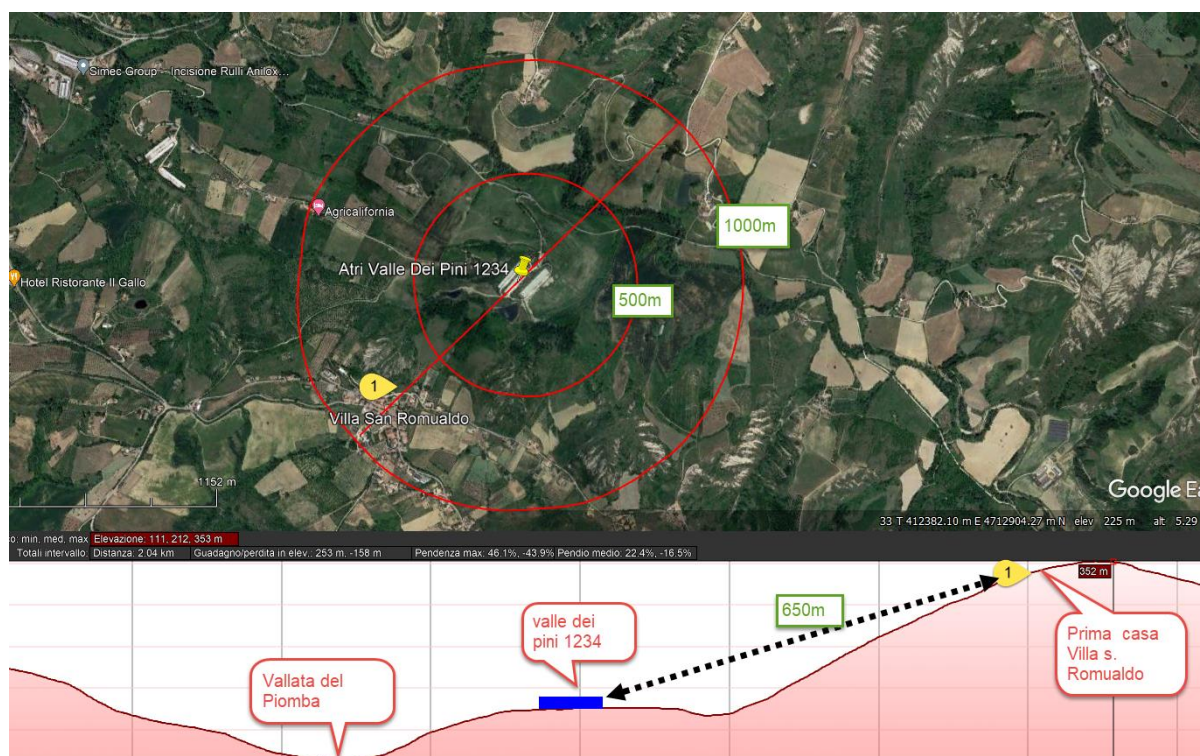 Simec Group - Incisione Rulli Anilox...
1000m
Agricalifornia
Atri Valle Dei Pini 1234
Hotel Ristorante Il Gallo
500m
1
Villa San Romualdo
1152 m
Google Ea
33 T 412382.10 m E 4712904.27 m N elev 225 m alt 5.29
o: min. med. max Elevazione: 111, 212, 353 m
Totali intervallo: Distanza: 2.04 km Guadagno/perdita in elev.: 253 m, -158 m Pendenza max: 46.1%, -43.9% Pendio medio: 22.4%, -16.5%
1
352 m
650m
valle dei
pini 1234
Prima casa
Villa s.
Romualdo
Vallata del
Piomba